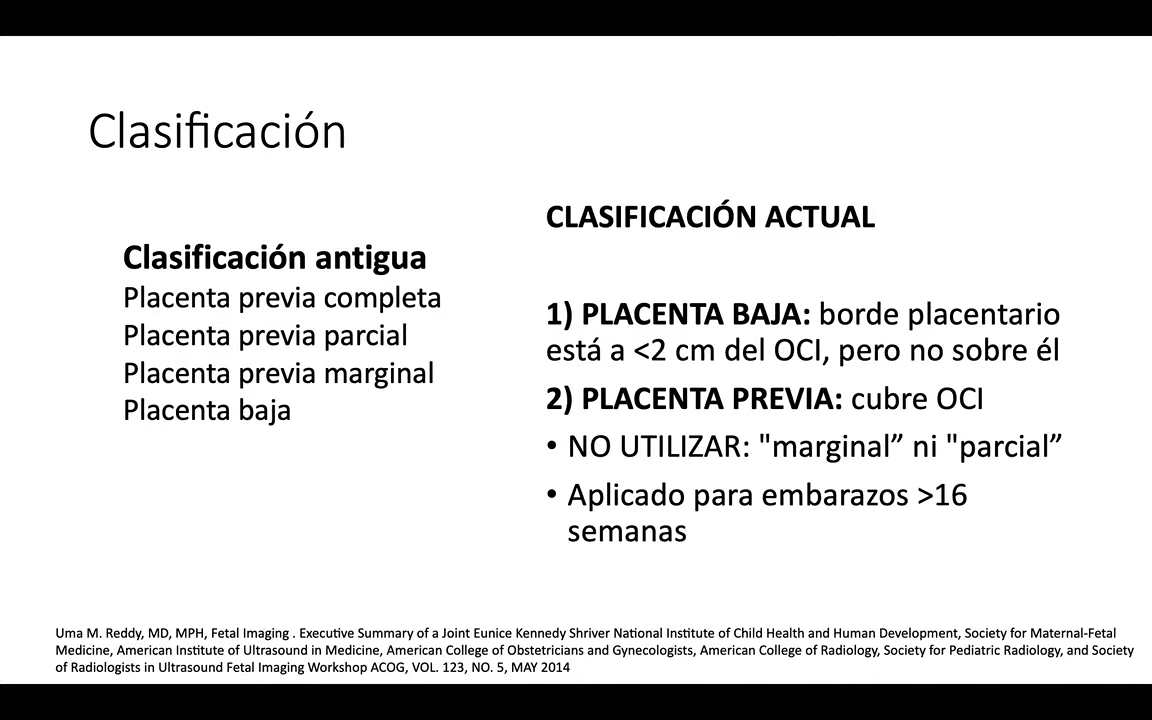 Clasificación
Clasificación antigua
Placenta previa completa
Placenta previa parcial
Placenta previa marginal
Placenta baja
CLASIFICACIÓN ACTUAL
1) PLACENTA BAJA: borde placentario
está a <2 cm del OCI, pero no sobre él
2) PLACENTA PREVIA: cubre OCI
• NO UTILIZAR: "marginal” ni "parcial”
• Aplicado para embarazos >16
semanas
Uma M. Reddy, MD, MPH, Fetal Imaging . Executive Summary of a Joint Eunice Kennedy Shriver National Institute of Child Health and Human Development, Society for Maternal-Fetal
Medicine, American Institute of Ultrasound in Medicine, American College of Obstetricians and Gynecologists, American College of Radiology, Society for Pediatric Radiology, and Society
of Radiologists in Ultrasound Fetal Imaging Workshop ACOG, VOL. 123, NO. 5, MAY 2014